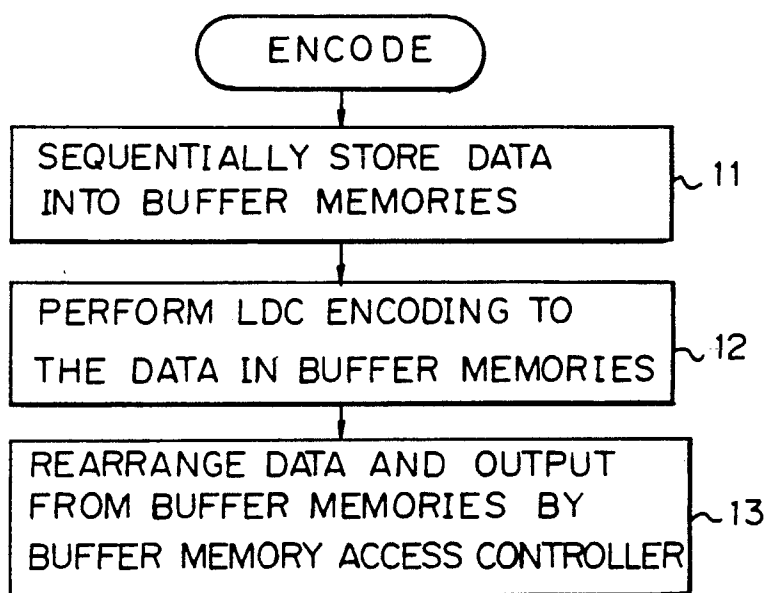 ENCODE
SEQUENTIALLY STORE DATA
INTO BUFFER MEMORIES
11
PERFORM LDC ENCODING TO
THE DATA IN BUFFER MEMORIES
12
REARRANGE DATA AND OUTPUT
FROM BUFFER MEMORIES BY
BUFFER MEMORY ACCESS CONTROLLER
13